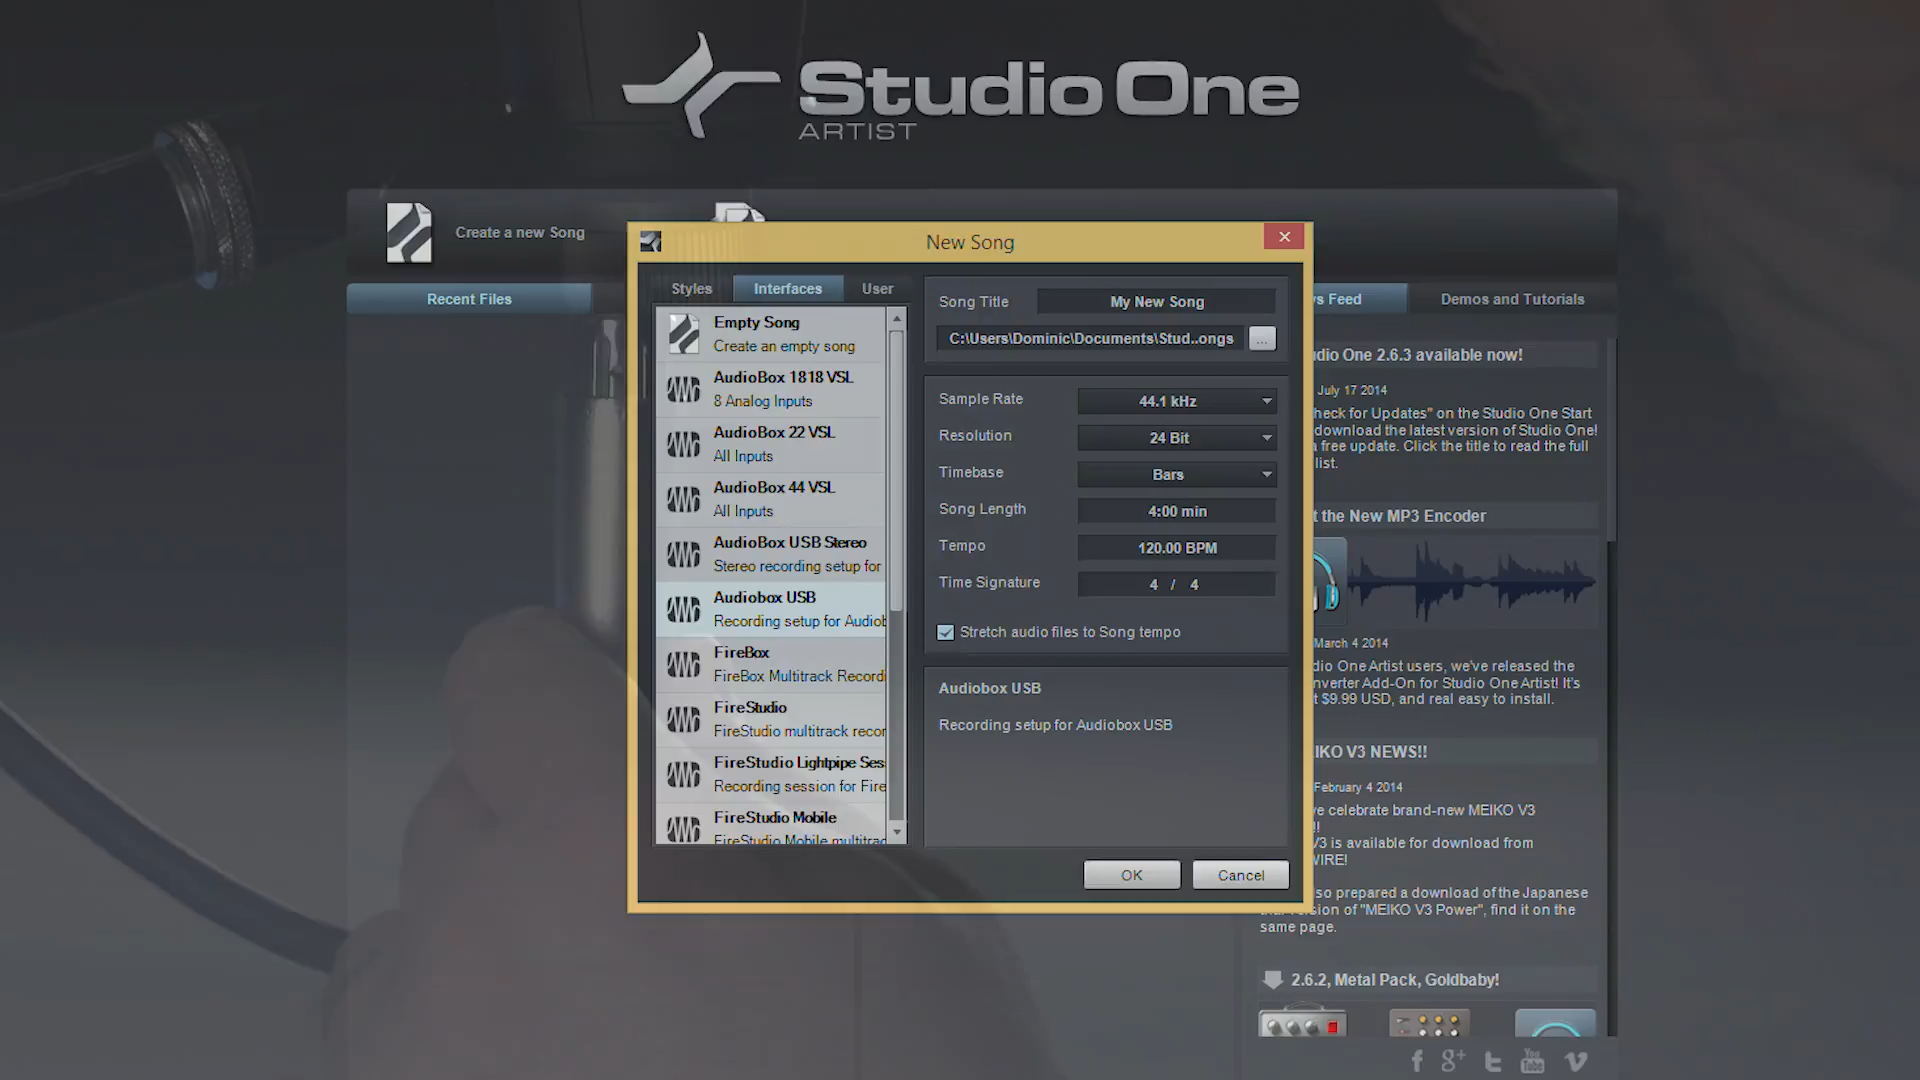 Studio One
ARTIST
Create a new Song
Recent Files
New Song
Styles
Interfaces
User
Empty Song
Create an empty song
AudioBox 1818 VSL
8 Analog Inputs
AudioBox 22 VSL
All Inputs
AudioBox 44 VSL
All Inputs
AudioBox USB Stereo
Stereo recording setup for
Audiobox USB
Recording setup for Audiob
FireBox
FireBox Multitrack Recordi
FireStudio
FireStudio multitrack recor
FireStudio Lightpipe Ses
Recording session for Fire
FireStudio Mobile
FireStudio Mobile multitrac
Song Title
My New Song
C:\Users\Dominic\Documents\Stud..ongs
...
Sample Rate
44.1 kHz
Resolution
24 Bit
Timebase
Bars
Song Length
4:00 min
Tempo
120.00 BPM
Time Signature
4 / 4
Stretch audio files to Song tempo
Audiobox USB
Recording setup for Audiobox USB
OK
Cancel
s Feed
Demos and Tutorials
dio One 2.6.3 available now!
July 17 2014
heck for Updates" on the Studio One Start
download the latest version of Studio One!
free update. Click the title to read the full
list.
t the New MP3 Encoder
March 4 2014
dio One Artist users, we've released the
nverter Add-On for Studio One Artist! It's
t $9.99 USD, and real easy to install.
IKO V3 NEWS!!
February 4 2014
ve celebrate brand-new MEIKO V3
!!
V3 is available for download from
WIRE!
so prepared a download of the Japanese
version of "MEIKO V3 Power", find it on the
same page.
2.6.2, Metal Pack, Goldbaby!
f
g+
t
You
Tube
v